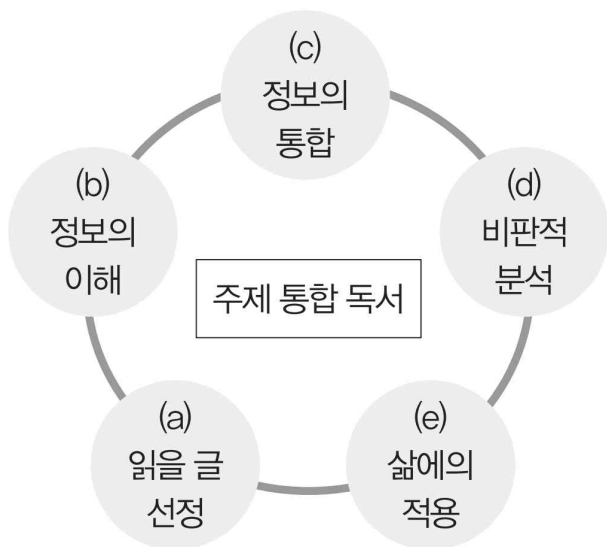 (c)
정보의
통합
(b)
정보의
이해
(d)
비판적
분석
주제 통합 독서
(a)
읽을 글
선정
(e)
삶에의
적용